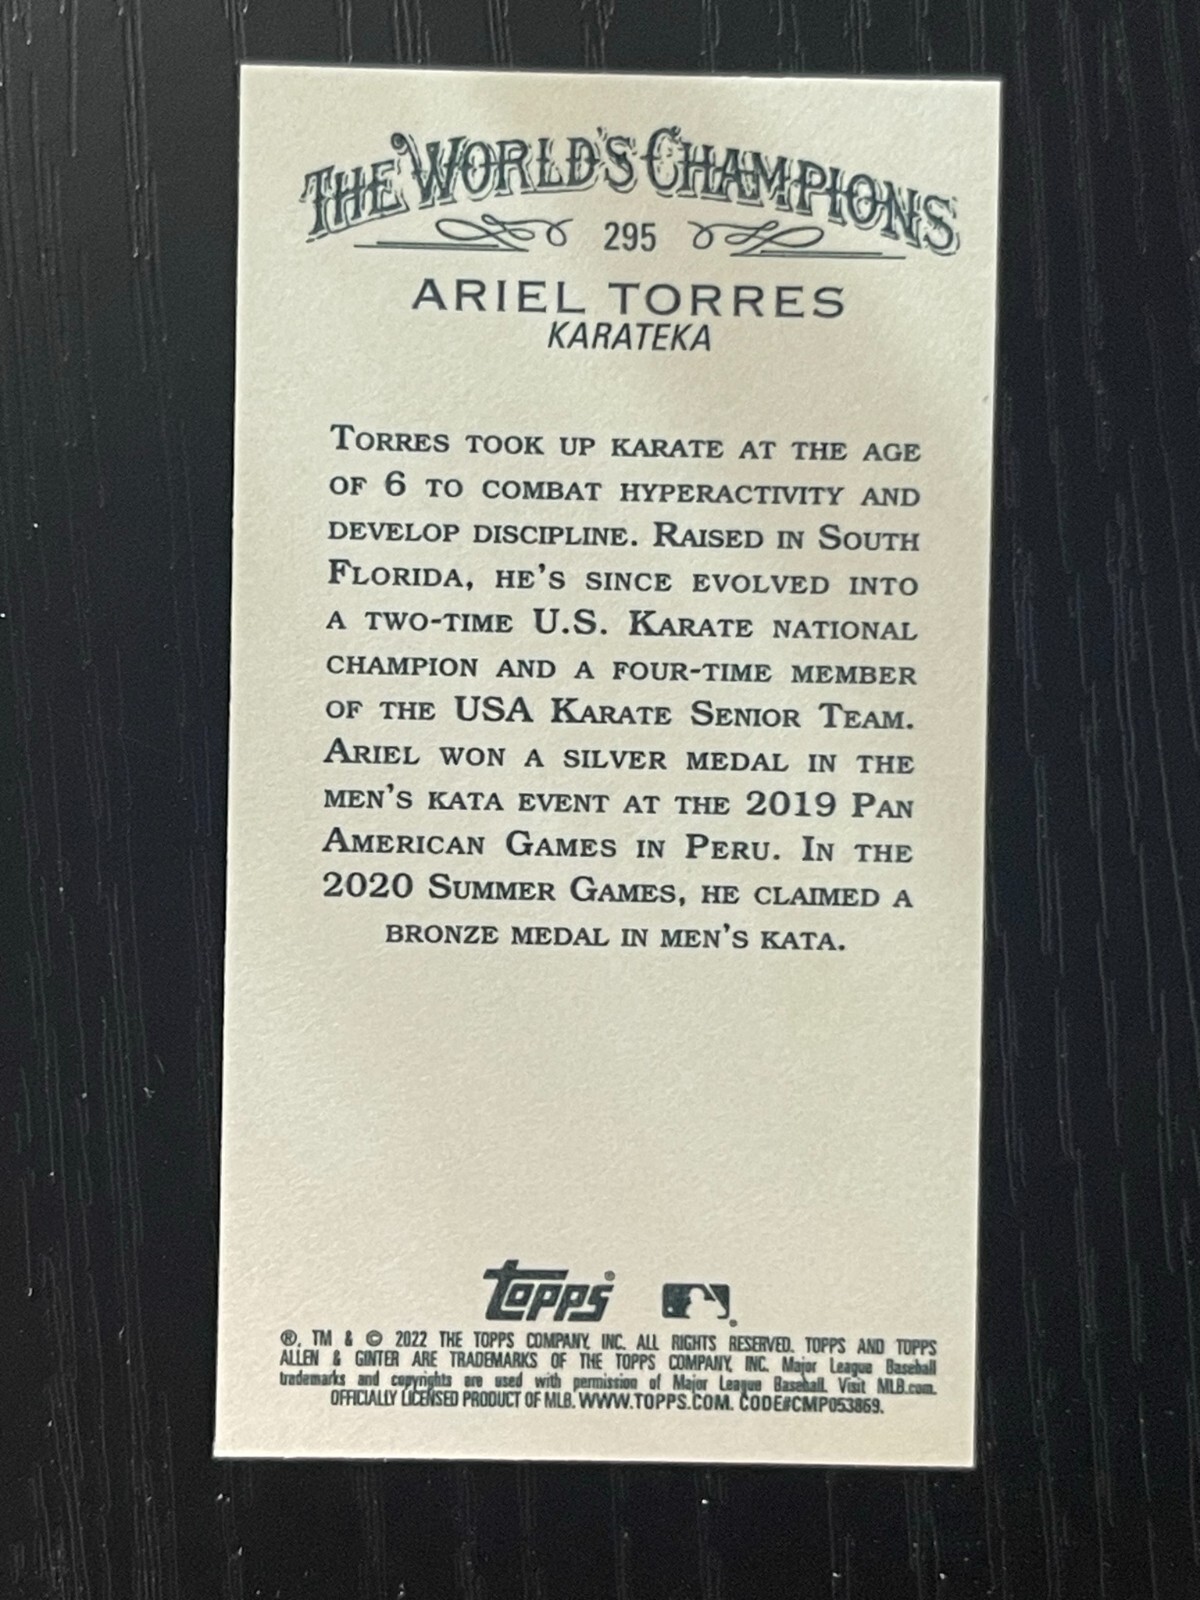 THE WORLD'S CHAMPIONS
295
ARIEL TORRES
KARATEKA
TORRES TOOK UP KARATE AT THE AGE
OF 6 TO COMBAT HYPERACTIVITY AND
DEVELOP DISCIPLINE. RAISED IN SOUTH
FLORIDA, HE'S SINCE EVOLVED INTO
A TWO-TIME U.S. KARATE NATIONAL
CHAMPION AND A FOUR-TIME MEMBER
OF THE USA KARATE SENIOR TEAM.
ARIEL WON A SILVER MEDAL IN THE
MEN'S KATA EVENT AT THE 2019 PAN
AMERICAN GAMES IN PERU. IN THE
2020 SUMMER GAMES, HE CLAIMED A
BRONZE MEDAL IN MEN'S KATA.
Topps®
®, TM & © 2022 THE TOPPS COMPANY, INC. ALL RIGHTS RESERVED. TOPPS AND TOPPS
ALLEN & GINTER ARE TRADEMARKS OF THE TOPPS COMPANY, INC. Major League Baseball
trademarks and copyrights are used with permission of Major League Baseball. Visit MLB.com.
OFFICIALLY LICENSED PRODUCT OF MLB. WWW.TOPPS.COM. CODE#CMP053869.